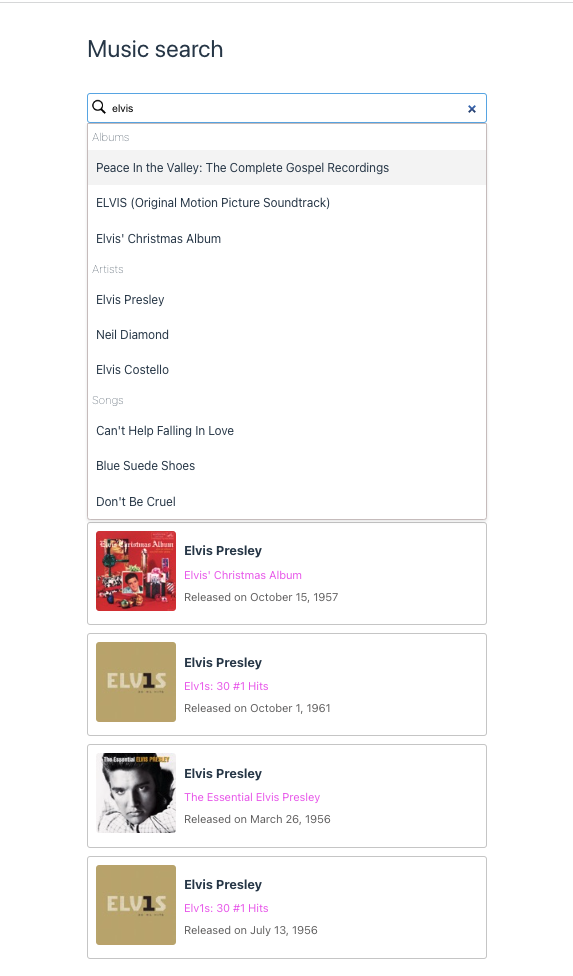 Music search
elvis
Albums
Peace In the Valley: The Complete Gospel Recordings
ELVIS (Original Motion Picture Soundtrack)
Elvis' Christmas Album
Artists
Elvis Presley
Neil Diamond
Elvis Costello
Songs
Can't Help Falling In Love
Blue Suede Shoes
Don't Be Cruel
Elvis' Christmas Album
Elvis Presley
Elvis' Christmas Album
Released on October 15, 1957
ELV1S
Elvis Presley
Elv1s: 30 #1 Hits
Released on October 1, 1961
The Essential ELVIS PRESLEY
Elvis Presley
The Essential Elvis Presley
Released on March 26, 1956
ELV1S
Elvis Presley
Elv1s: 30 #1 Hits
Released on July 13, 1956